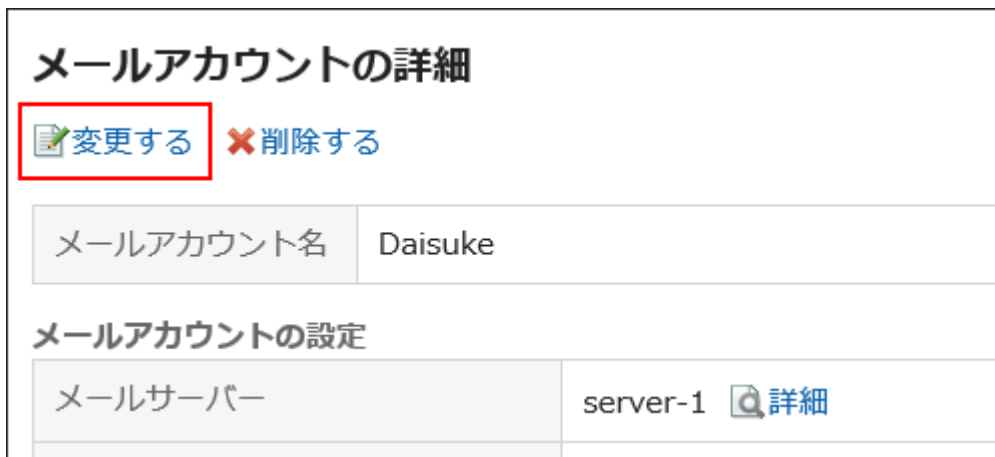 メールアカウントの詳細
変更する 削除する
メールアカウント名 Daisuke
メールアカウントの設定
メールサーバー server-1 詳細